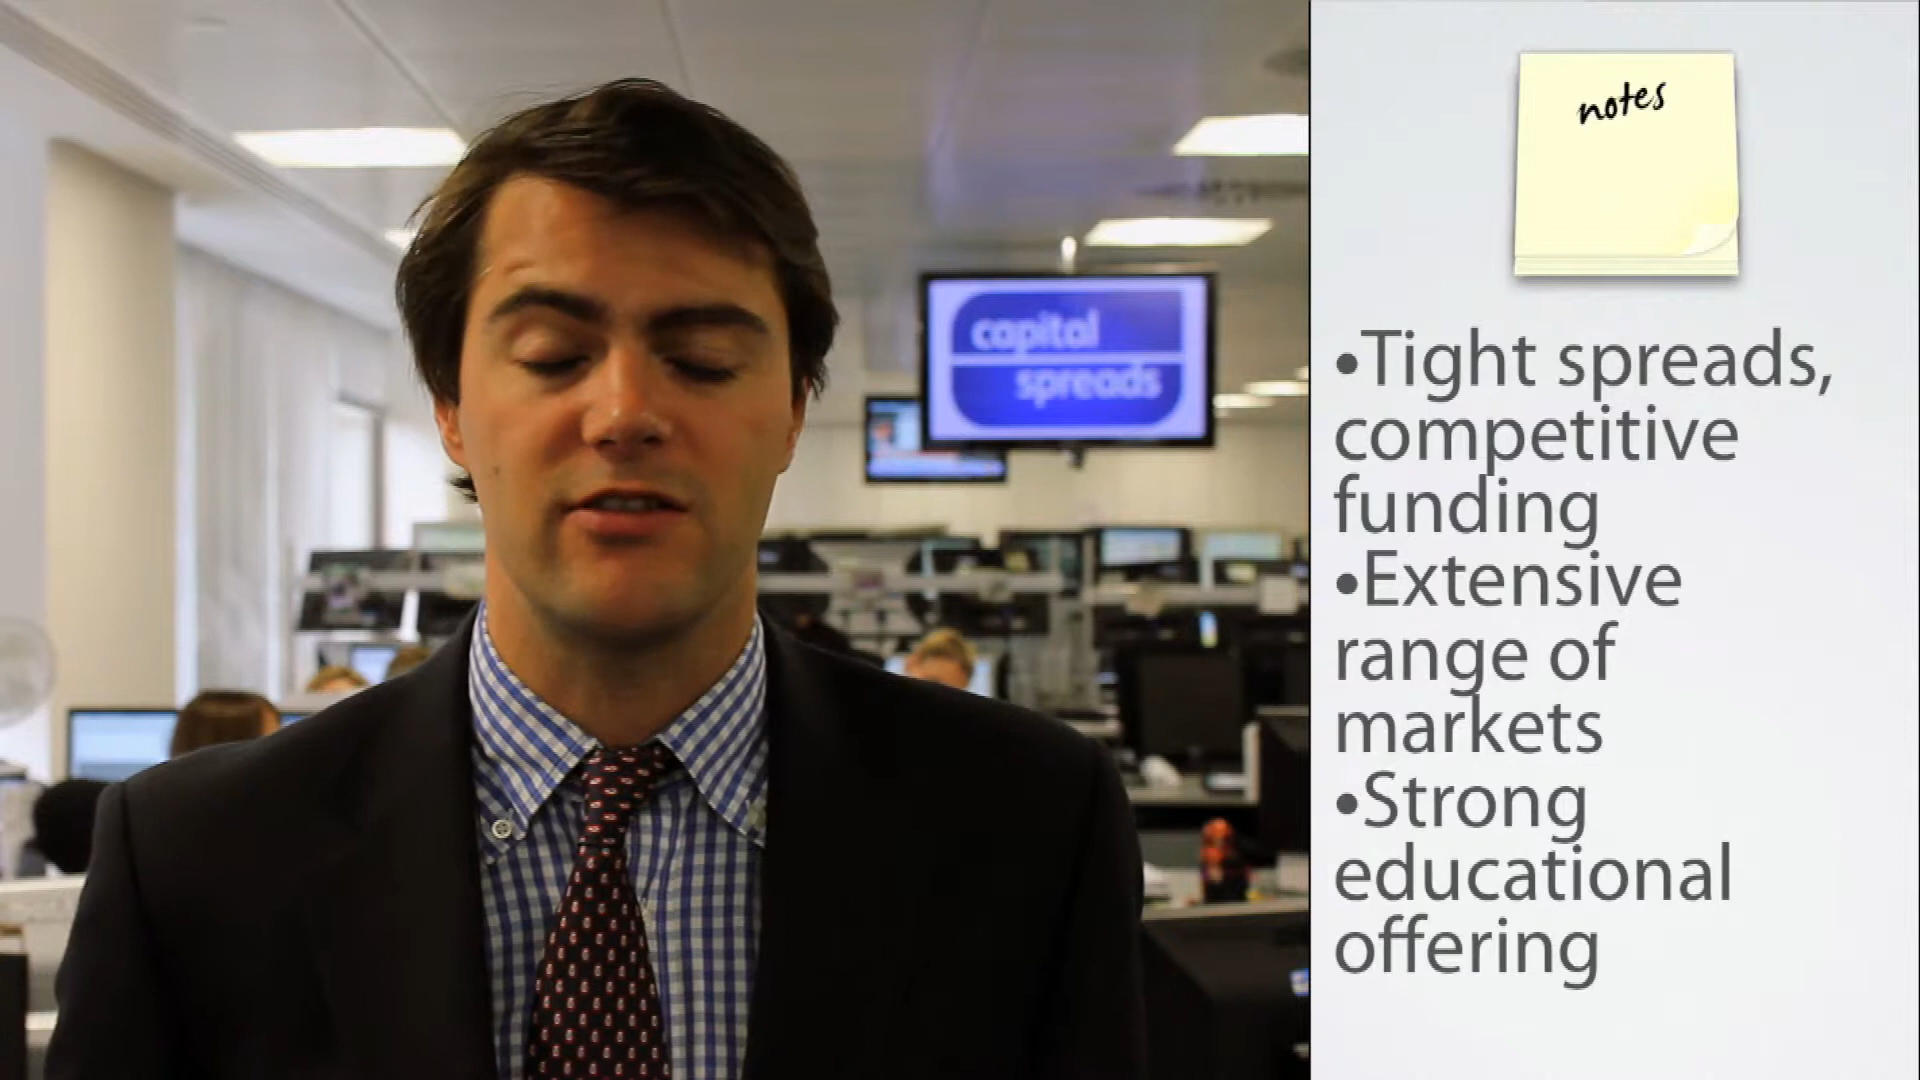 capital
spreads
notes
•Tight spreads,
competitive
funding
•Extensive
range of
markets
•Strong
educational
offering